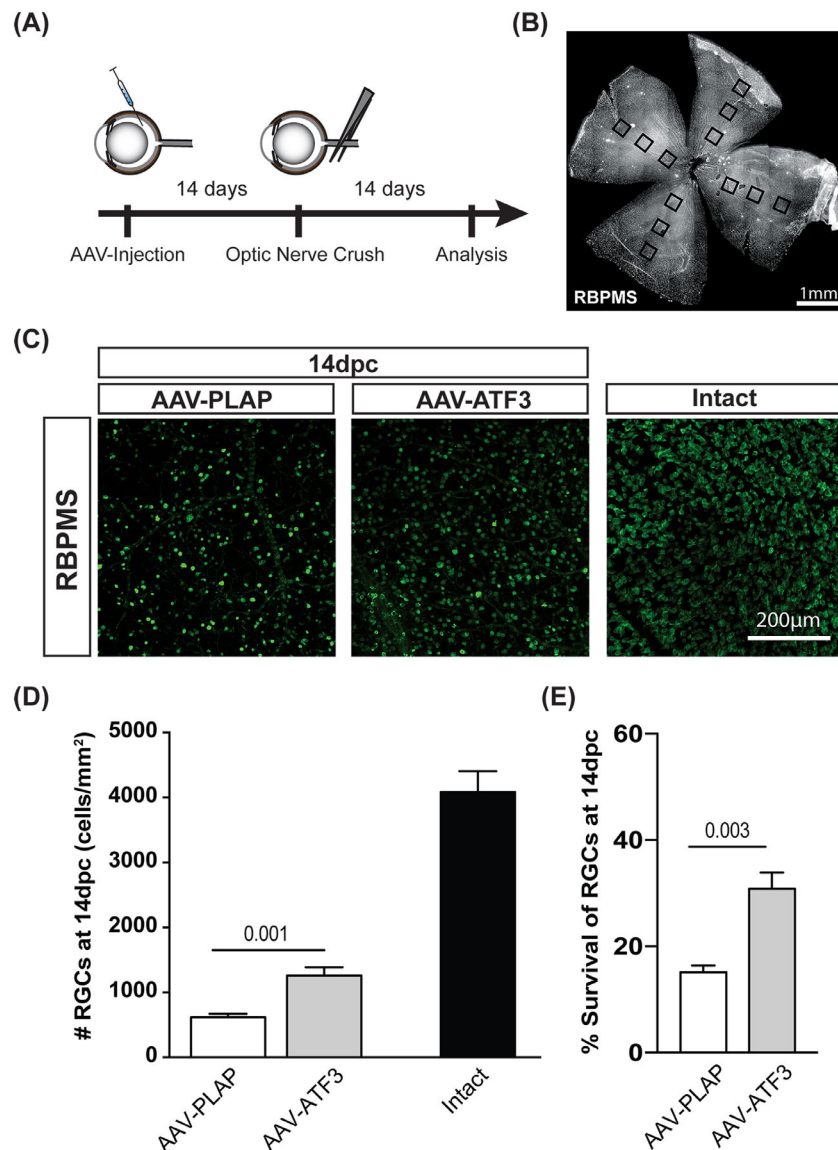 (A)
14 days
14 days
AAV-Injection
Optic Nerve Crush
Analysis
(B)
RBPMS
1mm
(C)
14dpc
AAV-PLAP
AAV-ATF3
Intact
RBPMS
200μm
(D)
# RGCs at 14dpc (cells/mm²)
5000
4000
3000
2000
1000
0
0.001
AAV-PLAP
AAV-ATF3
Intact
(E)
% Survival of RGCs at 14dpc
60
40
20
0
0.003
AAV-PLAP
AAV-ATF3